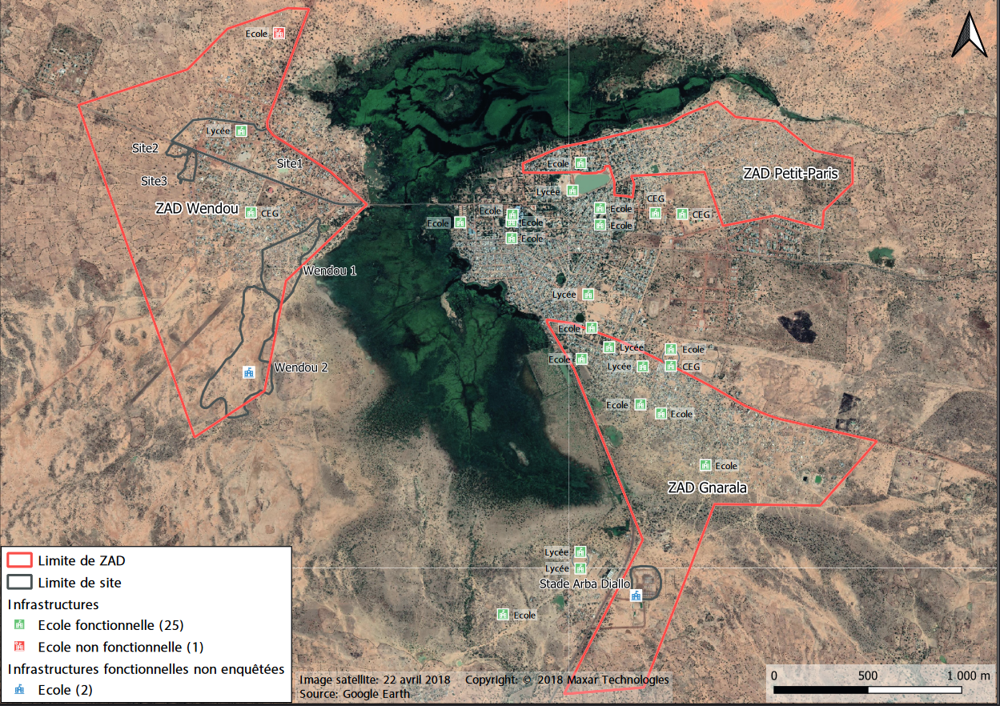 Ecole
Lycée
Site2
Site1
Site3
ZAD Wendou
CEG
Wendou 1
Wendou 2
Ecole
ZAD Petit-Paris
Lycée
CEG
Ecole
Ecole
Ecole
Ecole
CEG
Ecole
Ecole
Lycée
Ecole
Lycée
Ecole
Ecole
Lycée
CEG
Ecole
Ecole
Ecole
ZAD Gnarala
Lycée
Lycée
Stade Arba Diallo
Ecole
Limite de ZAD
Limite de site
Infrastructures
Ecole fonctionnelle (25)
Ecole non fonctionnelle (1)
Infrastructures fonctionnelles non enquêtées
Ecole (2)
Image satellite: 22 avril 2018 Copyright: © 2018 Maxar Technologies
Source: Google Earth
0 500 1 000 m